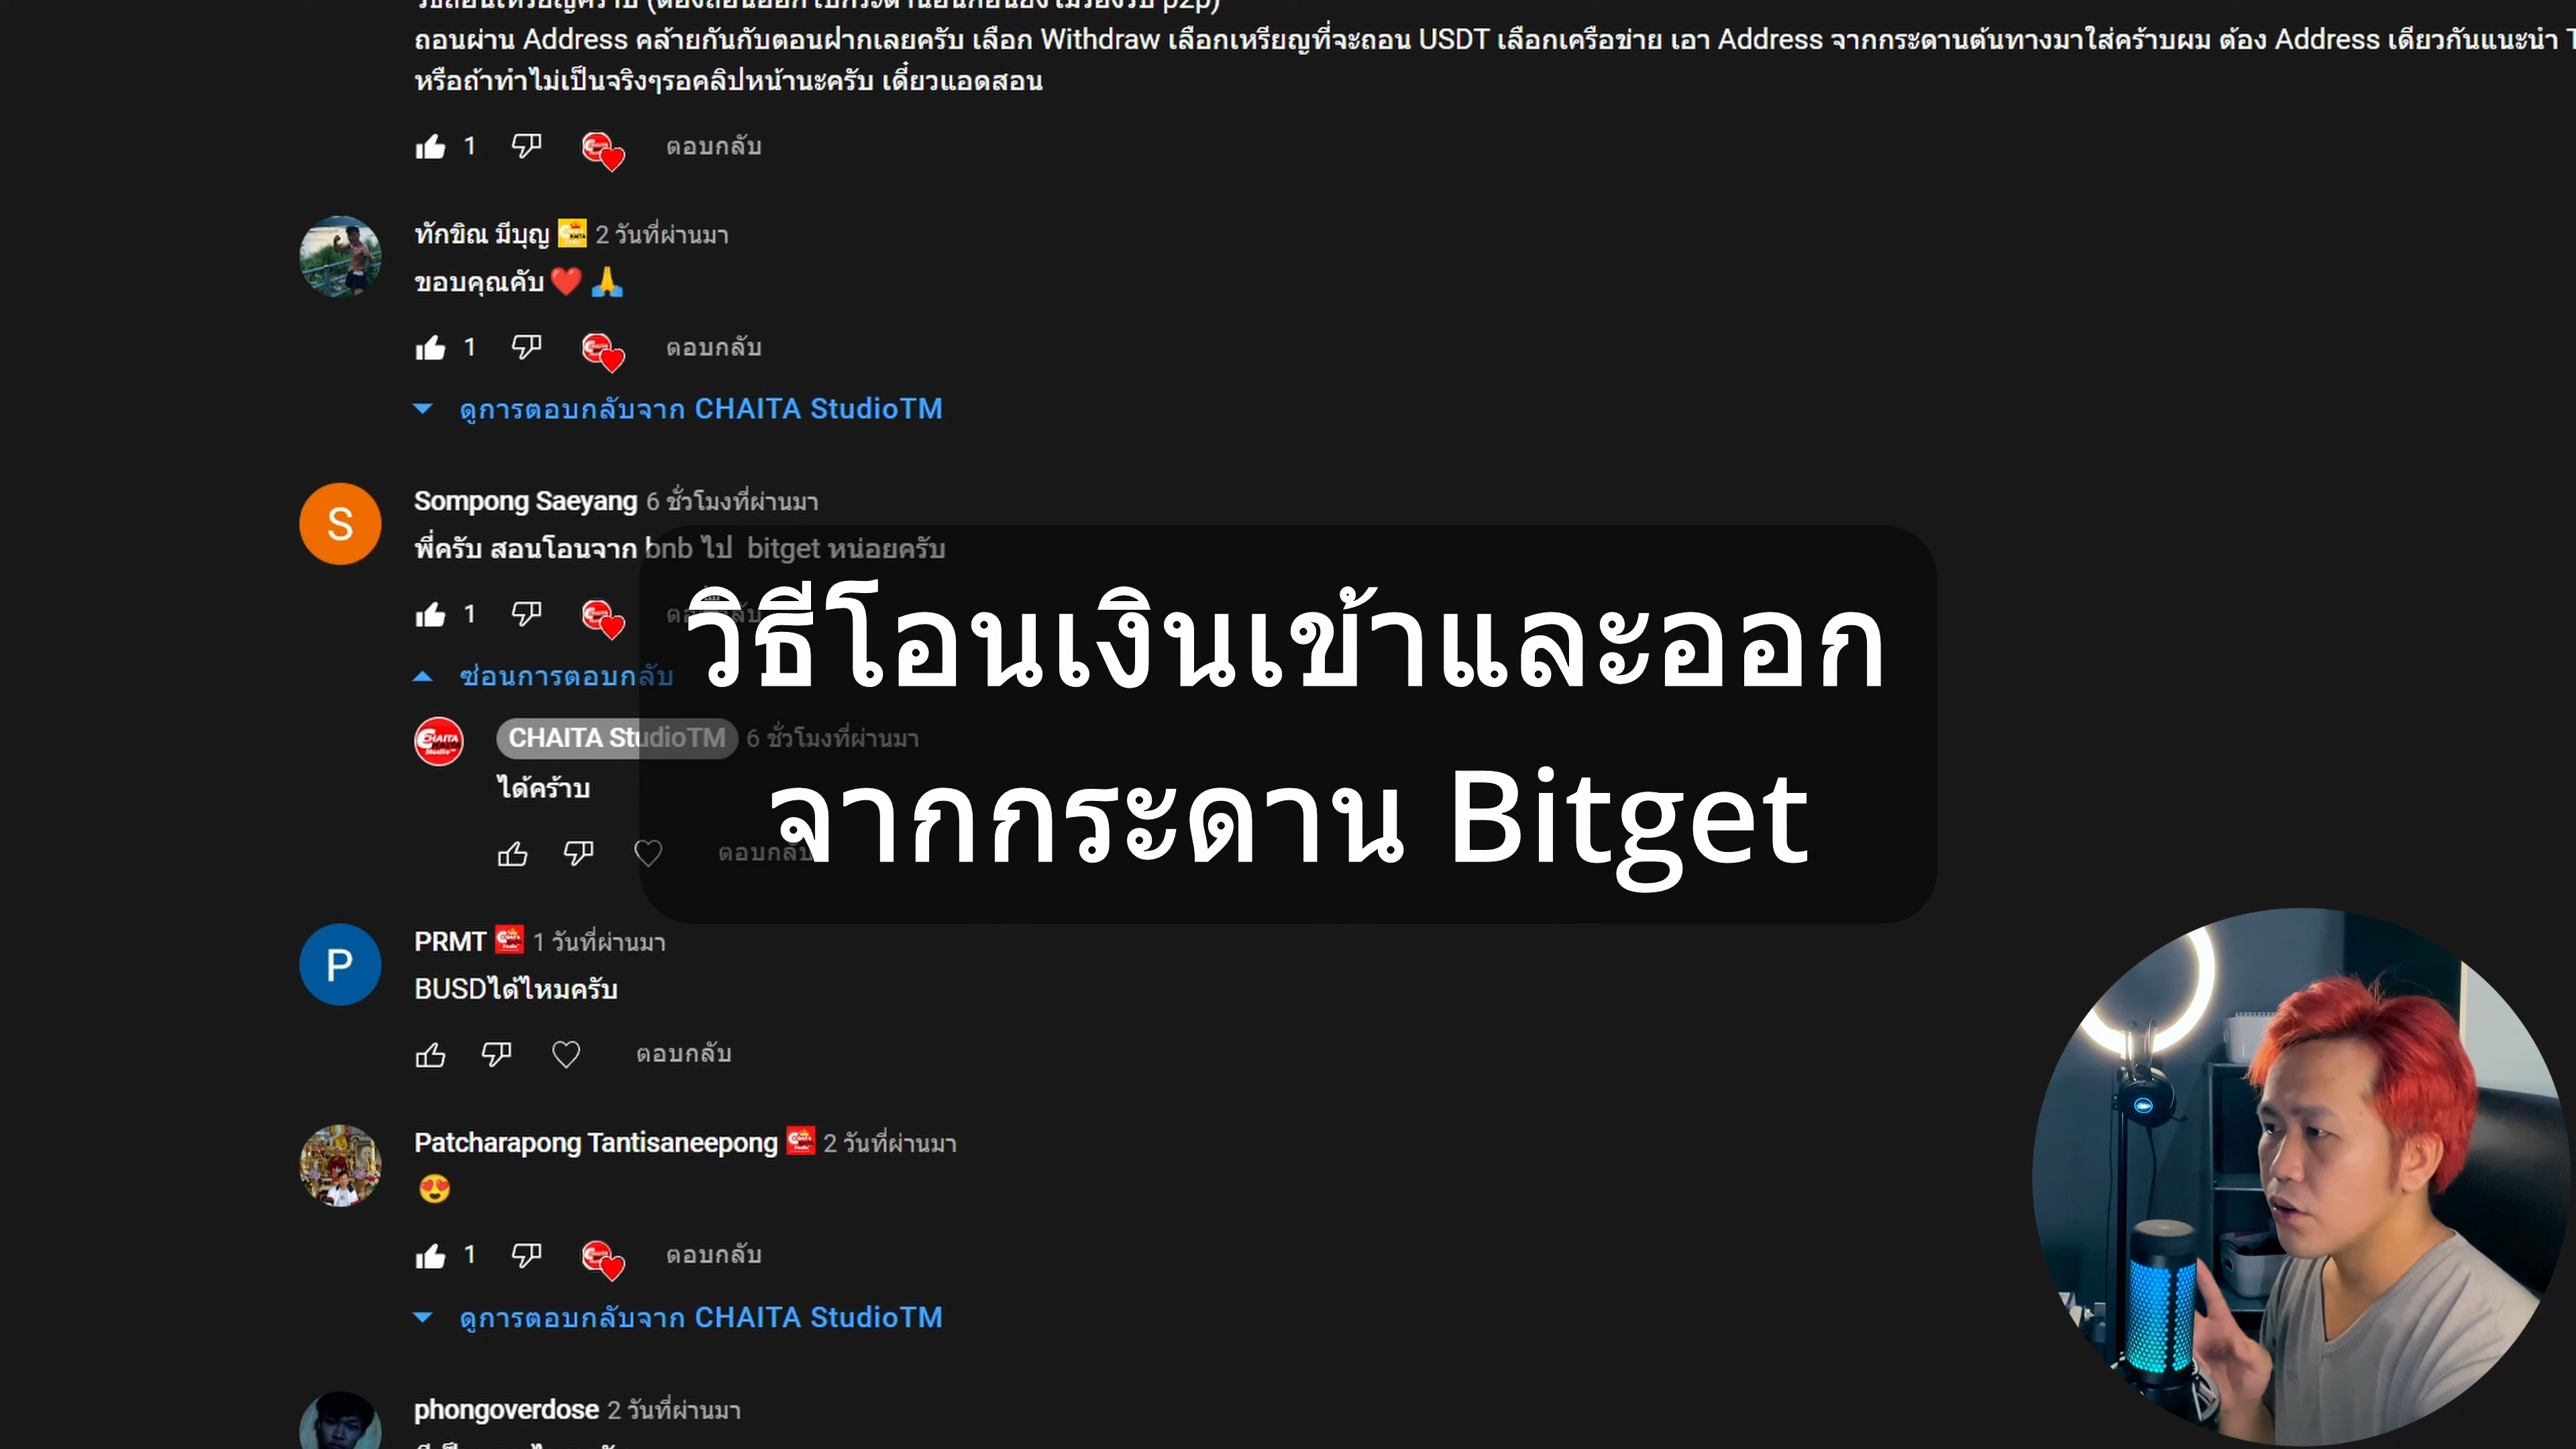 ถอนผ่าน Address คล้ายกันกับตอนฝากเลยครับ เลือก Withdraw เลือกเหรียญที่จะถอน USDT เลือกเครือข่าย เอา Address จากกระดานต้นทางมาใส่คร้าบผม ต้อง Address เดียวกันแนะนำ
หรือถ้าทำไม่เป็นจริงๆรอคลิปหน้านะครับ เดี๋ยวแอดสอน
1 ตอบกลับ
ทักขิณ มีบุญ 2 วันที่ผ่านมา
ขอบคุณคับ ❤️ 🙏
1 ตอบกลับ
ดูการตอบกลับจาก CHAITA StudioTM
S
Sompong Saeyang 6 ชั่วโมงที่ผ่านมา
พี่ครับ สอนโอนจาก bnb ไป bitget หน่อยครับ
1 ตอบกลับ
ซ่อนการตอบกลับ
วิธีโอนเงินเข้าและออก
จากกระดาน Bitget
CHAITA StudioTM 6 ชั่วโมงที่ผ่านมา
ได้คร้าบ
ตอบกลับ
P
PRMT 1 วันที่ผ่านมา
BUSDได้ไหมครับ
ตอบกลับ
Patcharapong Tantisaneepong 2 วันที่ผ่านมา
😍
1 ตอบกลับ
ดูการตอบกลับจาก CHAITA StudioTM
phongoverdose 2 วันที่ผ่านมา